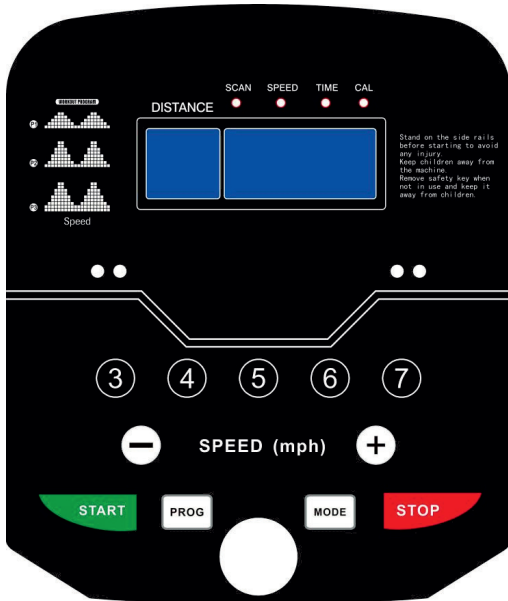 SCAN SPEED TIME CAL
DISTANCE
WORKOUT PROGRAM
P1
P2
P3
Speed
Stand on the side rails
before starting to avoid
any injury.
Keep children away from
the machine.
Remove safety key when
not in use and keep it
away from children.
3 4 5 6 7
SPEED (mph)
START PROG MODE STOP